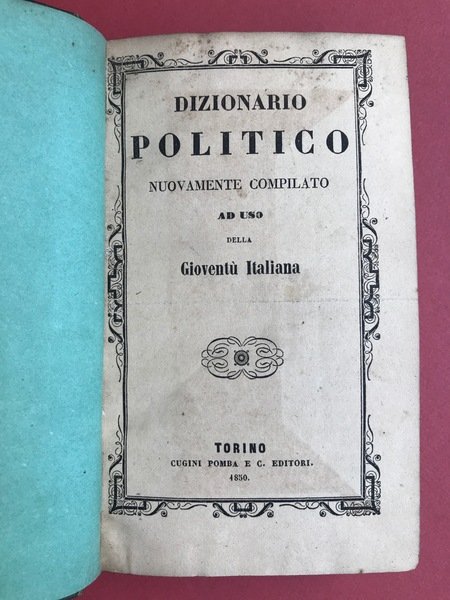 DIZIONARIO
POLITICO
NUOVAMENTE COMPILATO
AD USO
DELLA
Gioventù Italiana
TORINO
CUGINI POMBA E C. EDITORI.
1850.